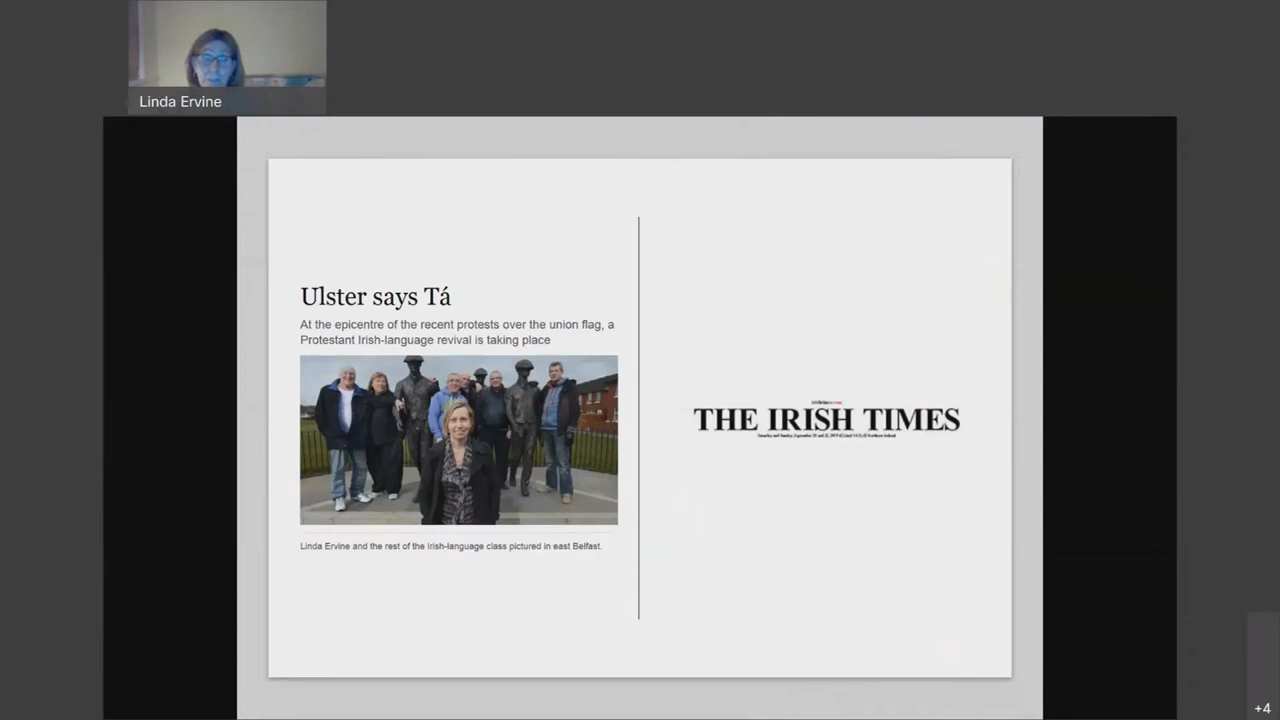 Linda Ervine
Ulster says Tá
At the epicentre of the recent protests over the union flag, a
Protestant Irish-language revival is taking place
Linda Ervine and the rest of the Irish-language class pictured in east Belfast.
THE IRISH TIMES
+4